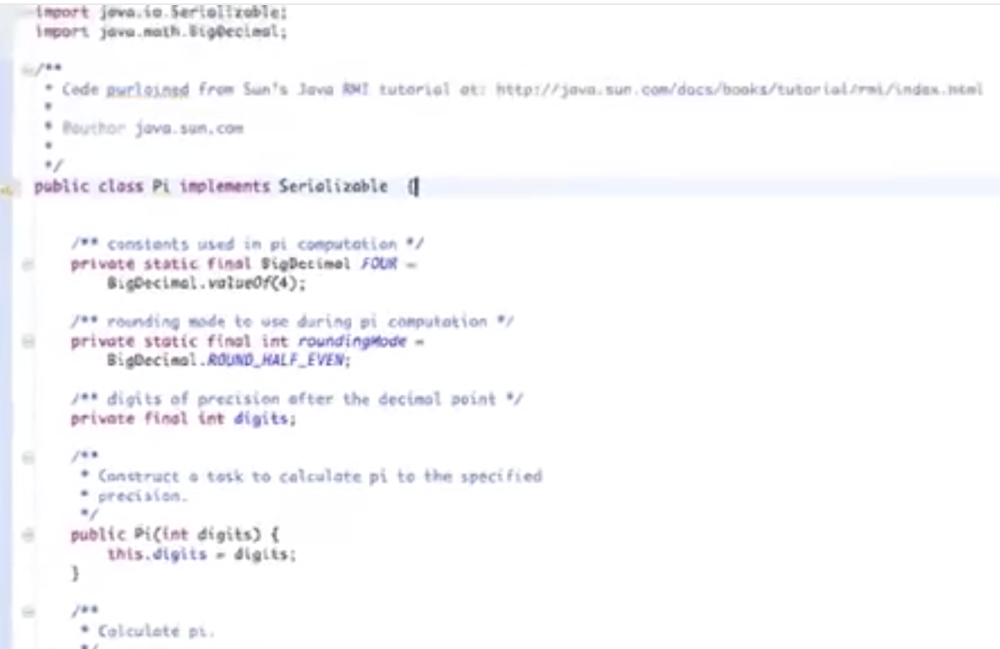 import java.io.Serializable;
import java.math.BigDecimal;
/**
* Code purloined from Sun's Java RMI tutorial at: http://java.sun.com/docs/books/tutorial/rmi/index.html
*
* @author java.sun.com
*
*/
public class Pi implements Serializable {
/** constants used in pi computation */
private static final BigDecimal FOUR =
BigDecimal.valueOf(4);
/** rounding mode to use during pi computation */
private static final int roundingMode =
BigDecimal.ROUND_HALF_EVEN;
/** digits of precision after the decimal point */
private final int digits;
/**
* Construct a task to calculate pi to the specified
* precision.
*/
public Pi(int digits) {
this.digits = digits;
}
/**
* Calculate pi.
*/